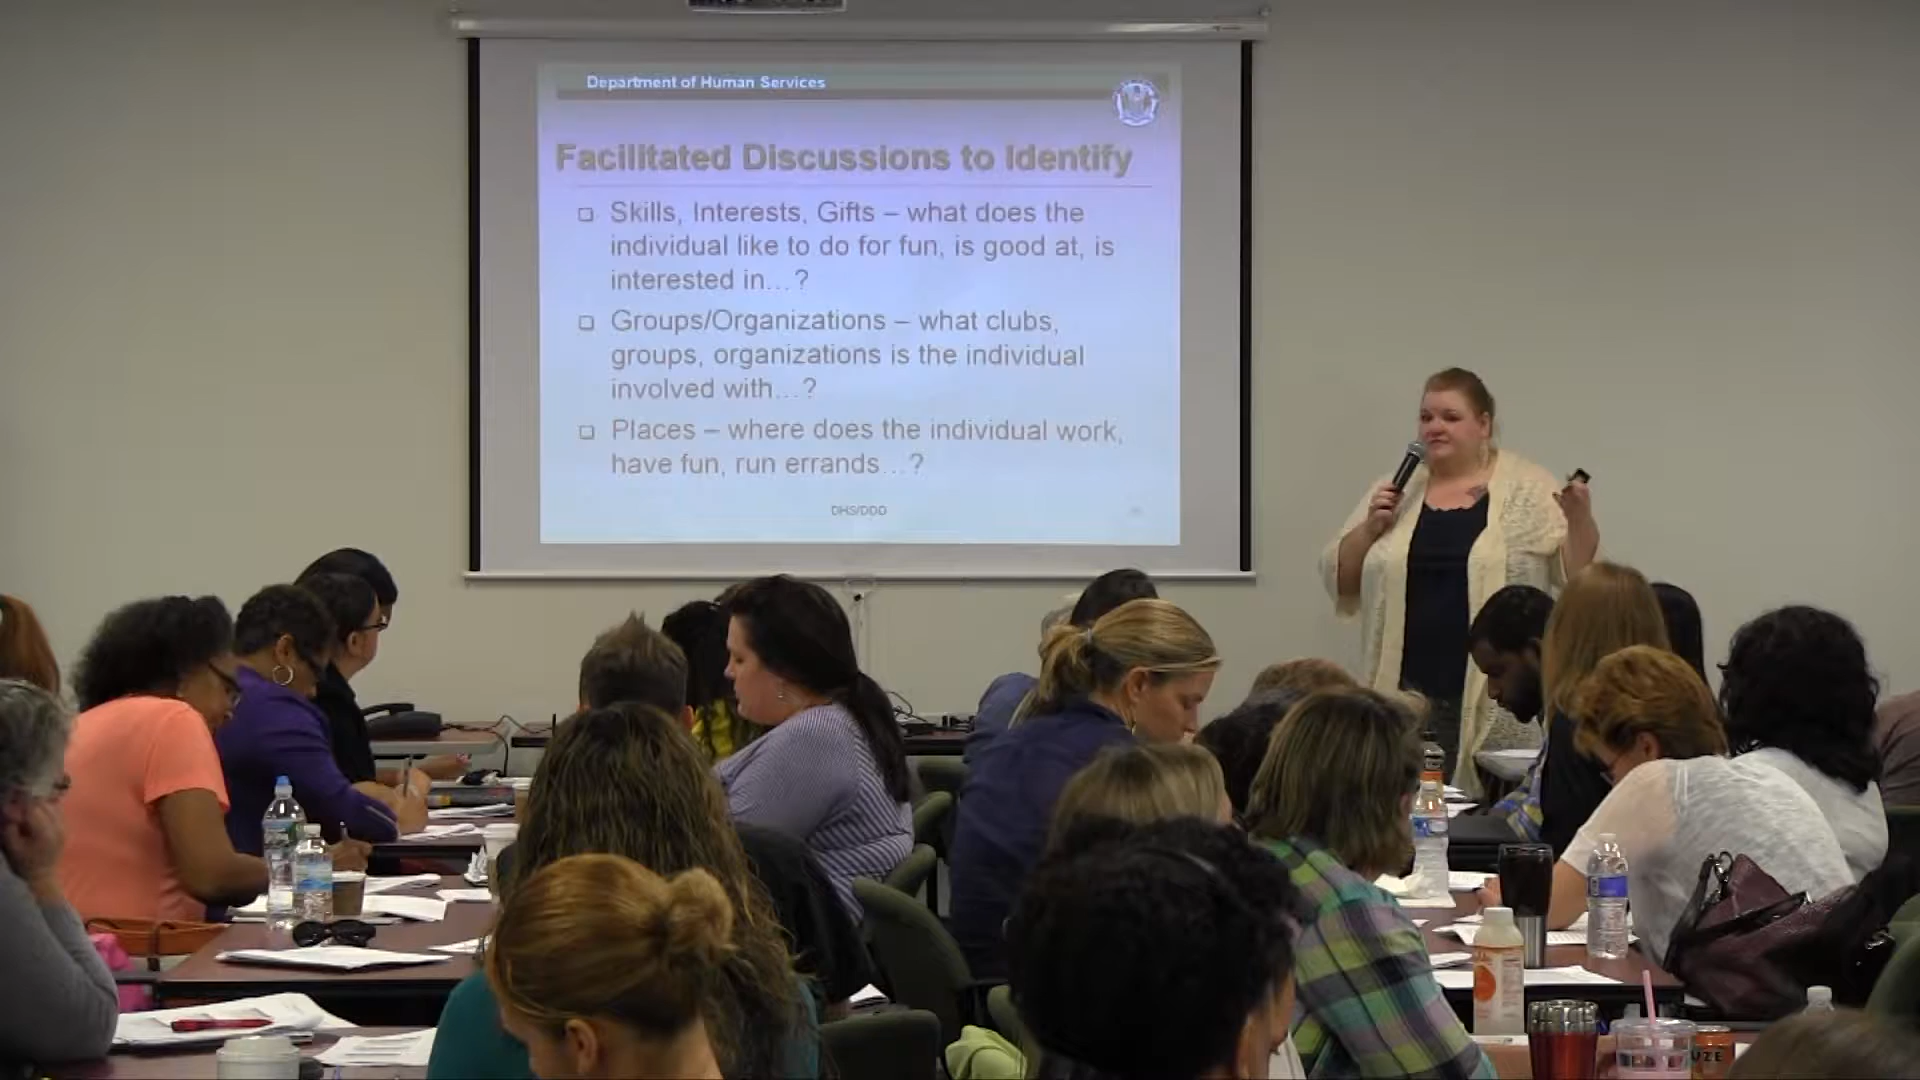 Department of Human Services
Facilitated Discussions to Identify
Skills, Interests, Gifts – what does the
individual like to do for fun, is good at, is
interested in…?
Groups/Organizations – what clubs,
groups, organizations is the individual
involved with…?
Places – where does the individual work,
have fun, run errands…?
DHS/DDD
UZE